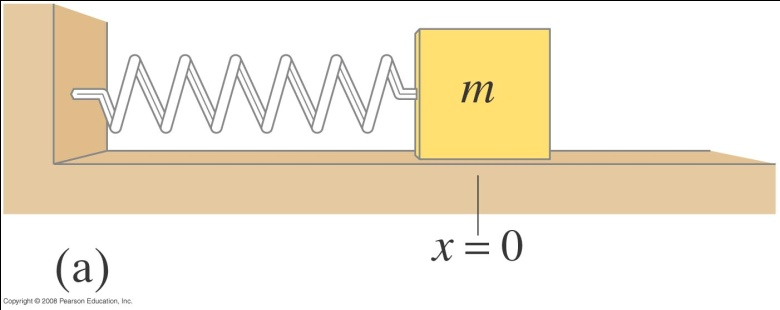 m
x = 0
(a)
Copyright © 2008 Pearson Education, Inc.